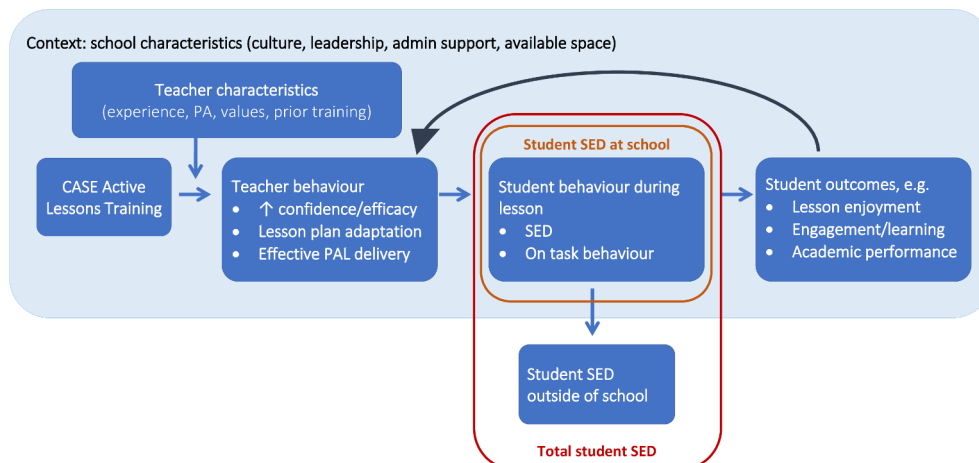 Context: school characteristics (culture, leadership, admin support, available space)
Teacher characteristics
(experience, PA, values, prior training)
CASE Active
Lessons Training
Teacher behaviour
• ↑ confidence/efficacy
• Lesson plan adaptation
• Effective PAL delivery
Student SED at school
Student behaviour during
lesson
• SED
• On task behaviour
Student outcomes, e.g.
• Lesson enjoyment
• Engagement/learning
• Academic performance
Student SED
outside of school
Total student SED